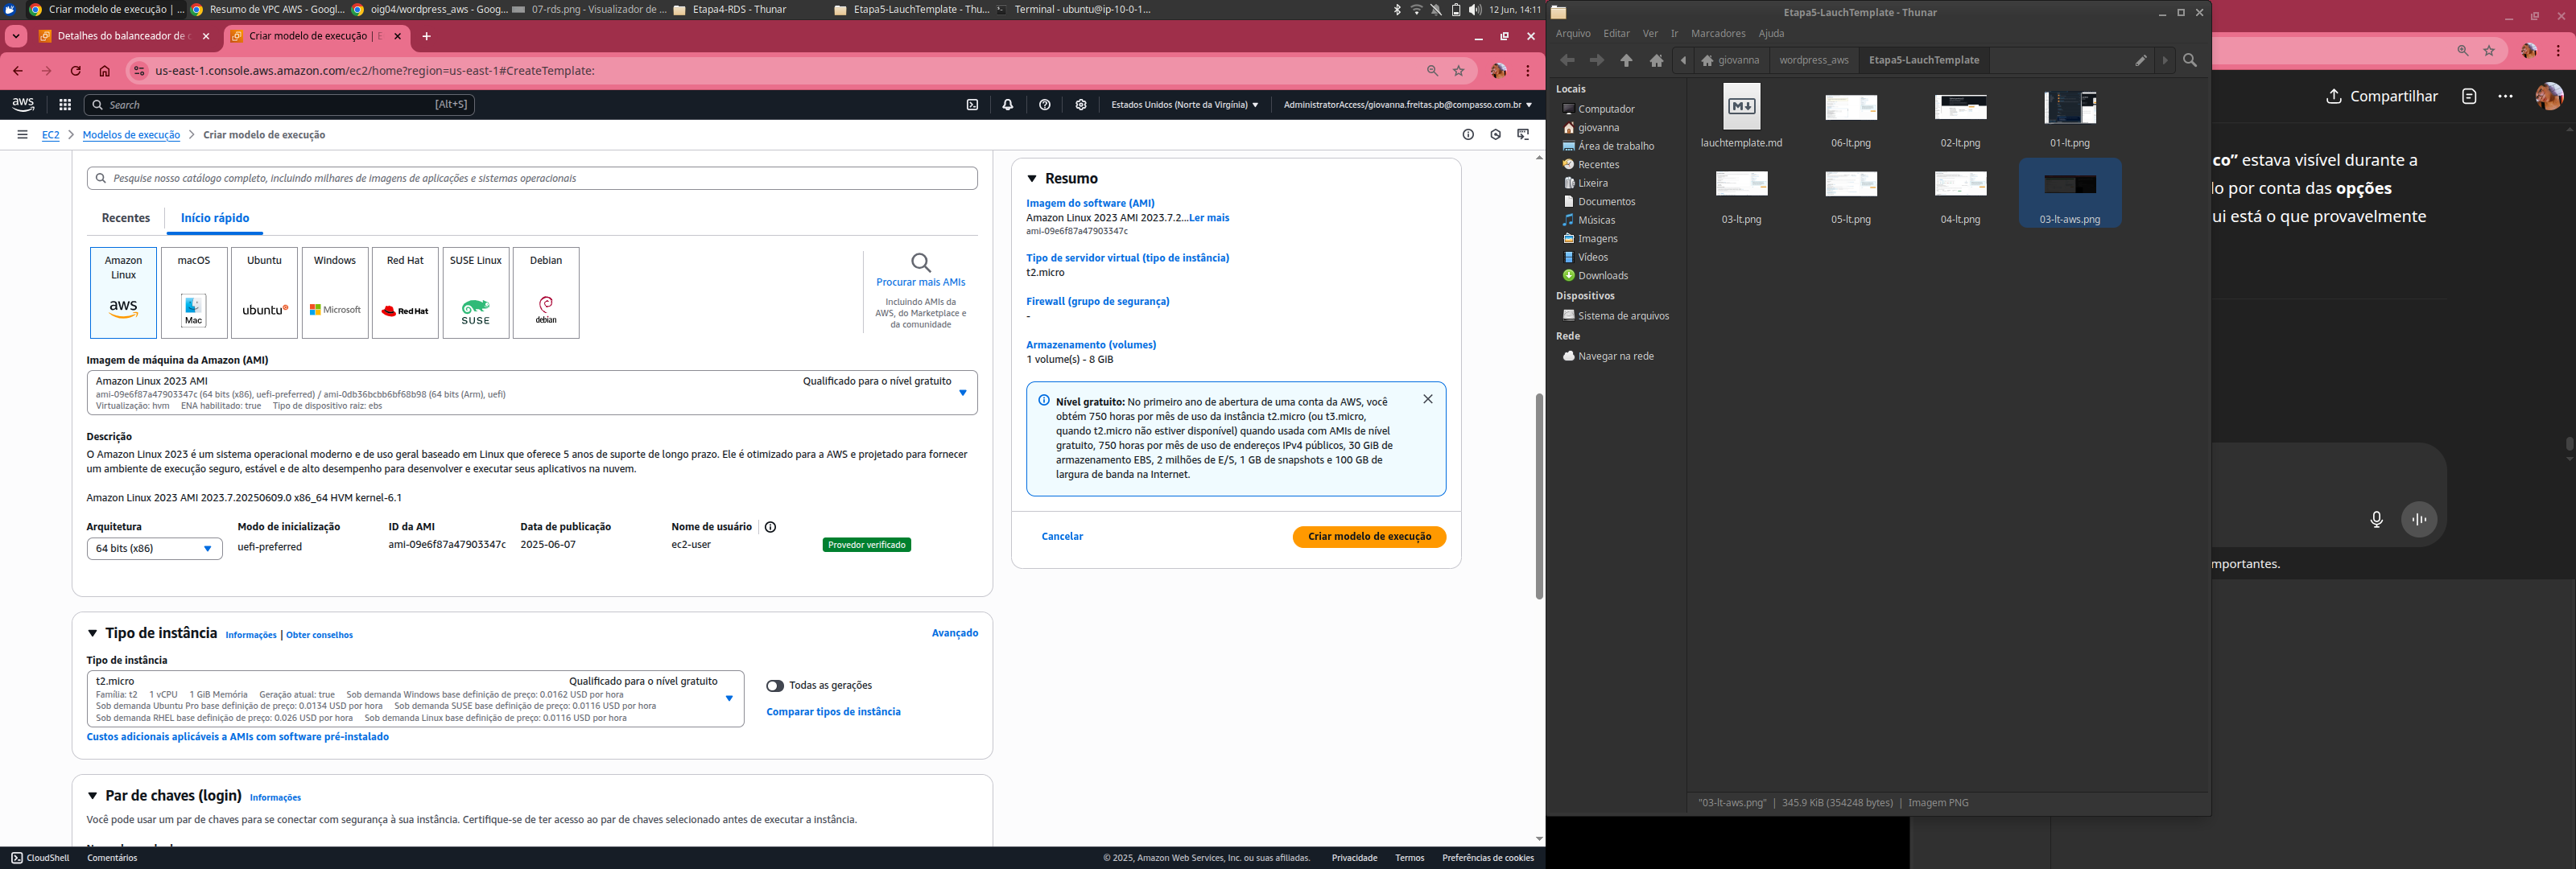 Criar modelo de execução | ...
Resumo de VPC AWS - Googl...
oig04/wordpress_aws - Goog...
07-rds.png - Visualizador de ...
Etapa4-RDS - Thunar
Etapa5-LauchTemplate - Thu...
Terminal - ubuntu@ip-10-0-1...
12 Jun, 14:11
Detalhes do balanceador de c
Criar modelo de execução | E
us-east-1.console.aws.amazon.com/ec2/home?region=us-east-1#CreateTemplate:
aws
Search
[Alt+S]
Estados Unidos (Norte da Virgínia)
AdministratorAccess/giovanna.freitas.pb@compasso.com.br
EC2
Modelos de execução
Criar modelo de execução
Pesquise nosso catálogo completo, incluindo milhares de imagens de aplicações e sistemas operacionais
Recentes
Início rápido
Amazon Linux
aws
macOS
Mac
Ubuntu
ubuntu
Windows
Microsoft
Red Hat
Red Hat
SUSE Linux
SUSE
Debian
debian
Procurar mais AMIs
Incluindo AMIs da
AWS, do Marketplace e
da comunidade
Imagem de máquina da Amazon (AMI)
Amazon Linux 2023 AMI
Qualificado para o nível gratuito
ami-09e6f87a47903347c (64 bits (x86), uefi-preferred) / ami-0db36bcbb6bf68b98 (64 bits (Arm), uefi)
Virtualização: hvm ENA habilitado: true Tipo de dispositivo raiz: ebs
Descrição
O Amazon Linux 2023 é um sistema operacional moderno e de uso geral baseado em Linux que oferece 5 anos de suporte de longo prazo. Ele é otimizado para a AWS e projetado para fornecer
um ambiente de execução seguro, estável e de alto desempenho para desenvolver e executar seus aplicativos na nuvem.
Amazon Linux 2023 AMI 2023.7.20250609.0 x86_64 HVM kernel-6.1
Arquitetura
64 bits (x86)
Modo de inicialização
uefi-preferred
ID da AMI
ami-09e6f87a47903347c
Data de publicação
2025-06-07
Nome de usuário
ec2-user
Provedor verificado
Tipo de instância
Informações | Obter conselhos
Avançado
Tipo de instância
t2.micro
Qualificado para o nível gratuito
Família: t2 1 vCPU 1 GiB Memória Geração atual: true Sob demanda Windows base definição de preço: 0.0162 USD por hora
Sob demanda Ubuntu Pro base definição de preço: 0.0134 USD por hora Sob demanda SUSE base definição de preço: 0.0116 USD por hora
Sob demanda RHEL base definição de preço: 0.026 USD por hora Sob demanda Linux base definição de preço: 0.0116 USD por hora
Todas as gerações
Comparar tipos de instância
Custos adicionais aplicáveis a AMIs com software pré-instalado
Par de chaves (login)
Informações
Você pode usar um par de chaves para se conectar com segurança à sua instância. Certifique-se de ter acesso ao par de chaves selecionado antes de executar a instância.
Resumo
Imagem do software (AMI)
Amazon Linux 2023 AMI 2023.7.2...Ler mais
ami-09e6f87a47903347c
Tipo de servidor virtual (tipo de instância)
t2.micro
Firewall (grupo de segurança)
-
Armazenamento (volumes)
1 volume(s) - 8 GiB
Nível gratuito: No primeiro ano de abertura de uma conta da AWS, você
obtém 750 horas por mês de uso da instância t2.micro (ou t3.micro,
quando t2.micro não estiver disponível) quando usada com AMIs de nível
gratuito, 750 horas por mês de uso de endereços IPv4 públicos, 30 GiB de
armazenamento EBS, 2 milhões de E/S, 1 GB de snapshots e 100 GB de
largura de banda na Internet.
Cancelar
Criar modelo de execução
CloudShell
Comentários
© 2025, Amazon Web Services, Inc. ou suas afiliadas.
Privacidade
Termos
Preferências de cookies
Etapa5-LauchTemplate - Thunar
Arquivo
Editar
Ver
Ir
Marcadores
Ajuda
giovanna
wordpress_aws
Etapa5-LauchTemplate
Locais
Computador
giovanna
Área de trabalho
Recentes
Lixeira
Documentos
Músicas
Imagens
Vídeos
Downloads
Dispositivos
Sistema de arquivos
Rede
Navegar na rede
lauchtemplate.md
06-lt.png
02-lt.png
01-lt.png
03-lt.png
05-lt.png
04-lt.png
03-lt-aws.png
"03-lt-aws.png" | 345.9 KiB (354248 bytes) | Imagem PNG
Compartilhar
co” estava visível durante a
o por conta das opções
ui está o que provavelmente
mportantes.